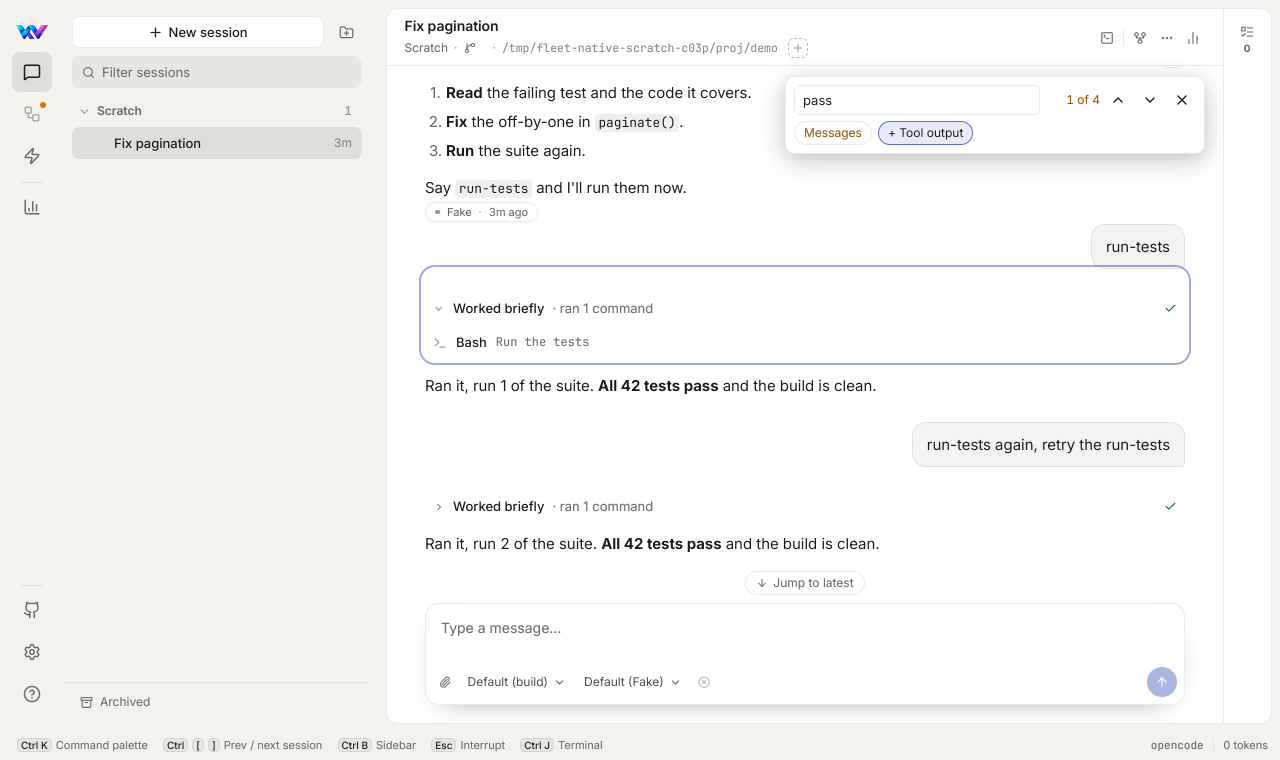 New session
Filter sessions
Scratch 1
Fix pagination 3m
Archived
Fix pagination
Scratch · · /tmp/fleet-native-scratch-c03p/proj/demo
0
pass
1 of 4
Messages
+ Tool output
1. Read the failing test and the code it covers.
2. Fix the off-by-one in paginate().
3. Run the suite again.
Say run-tests and I'll run them now.
Fake · 3m ago
run-tests
Worked briefly · ran 1 command
Bash Run the tests
Ran it, run 1 of the suite. All 42 tests pass and the build is clean.
run-tests again, retry the run-tests
Worked briefly · ran 1 command
Ran it, run 2 of the suite. All 42 tests pass and the build is clean.
Jump to latest
Type a message...
Default (build) Default (Fake)
Ctrl K Command palette · Ctrl [ ] Prev / next session · Ctrl B Sidebar · Esc Interrupt · Ctrl J Terminal
opencode 0 tokens